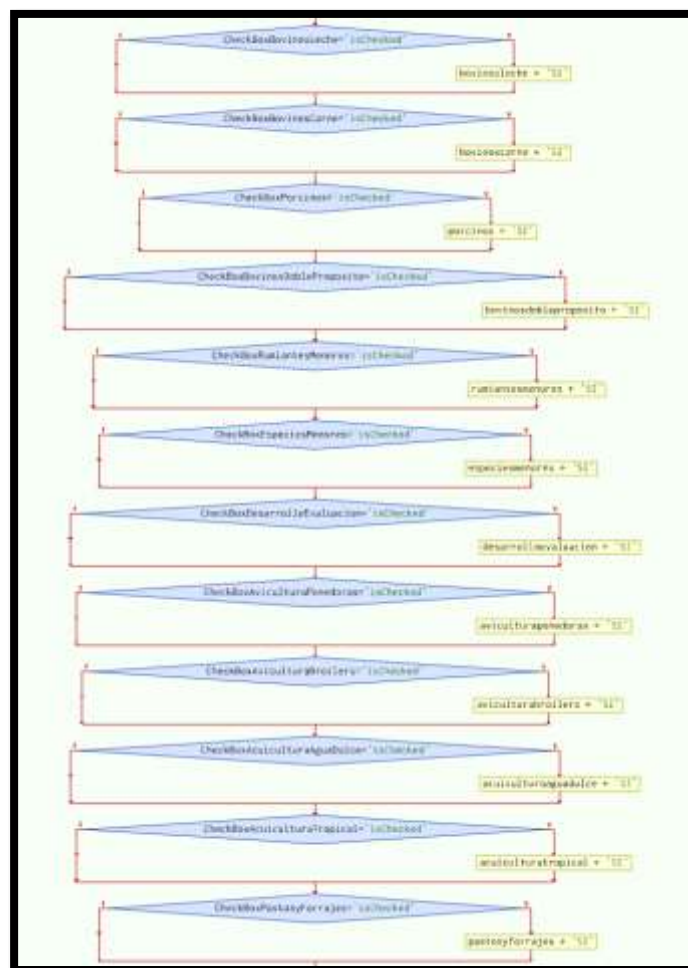 CheckBoxBovinosLeche='isChecked'
bovinosleche = 'SI'
CheckBoxBovinosCarne='isChecked'
bovinoscarne = 'SI'
CheckBoxPorcinos='isChecked'
porcinos = 'SI'
CheckBoxBovinosDobleProposito='isChecked'
bovinosdobleproposito = 'SI'
CheckBoxRumiantesMenores='isChecked'
rumiantesmenores = 'SI'
CheckBoxEspeciesMenores='isChecked'
especiesmenores = 'SI'
CheckBoxDesarrolloEvaluacion='isChecked'
desarrolloevaluacion = 'SI'
CheckBoxAviculturaPonedoras='isChecked'
aviculturaponedoras = 'SI'
CheckBoxAviculturaBroilers='isChecked'
aviculturabroilers = 'SI'
CheckBoxAcuiculturaAguaDulce='isChecked'
acuiculturaaguadulce = 'SI'
CheckBoxAcuiculturaTropical='isChecked'
acuiculturatropical = 'SI'
CheckBoxPastosyForrajes='isChecked'
pastosyforrajes = 'SI'